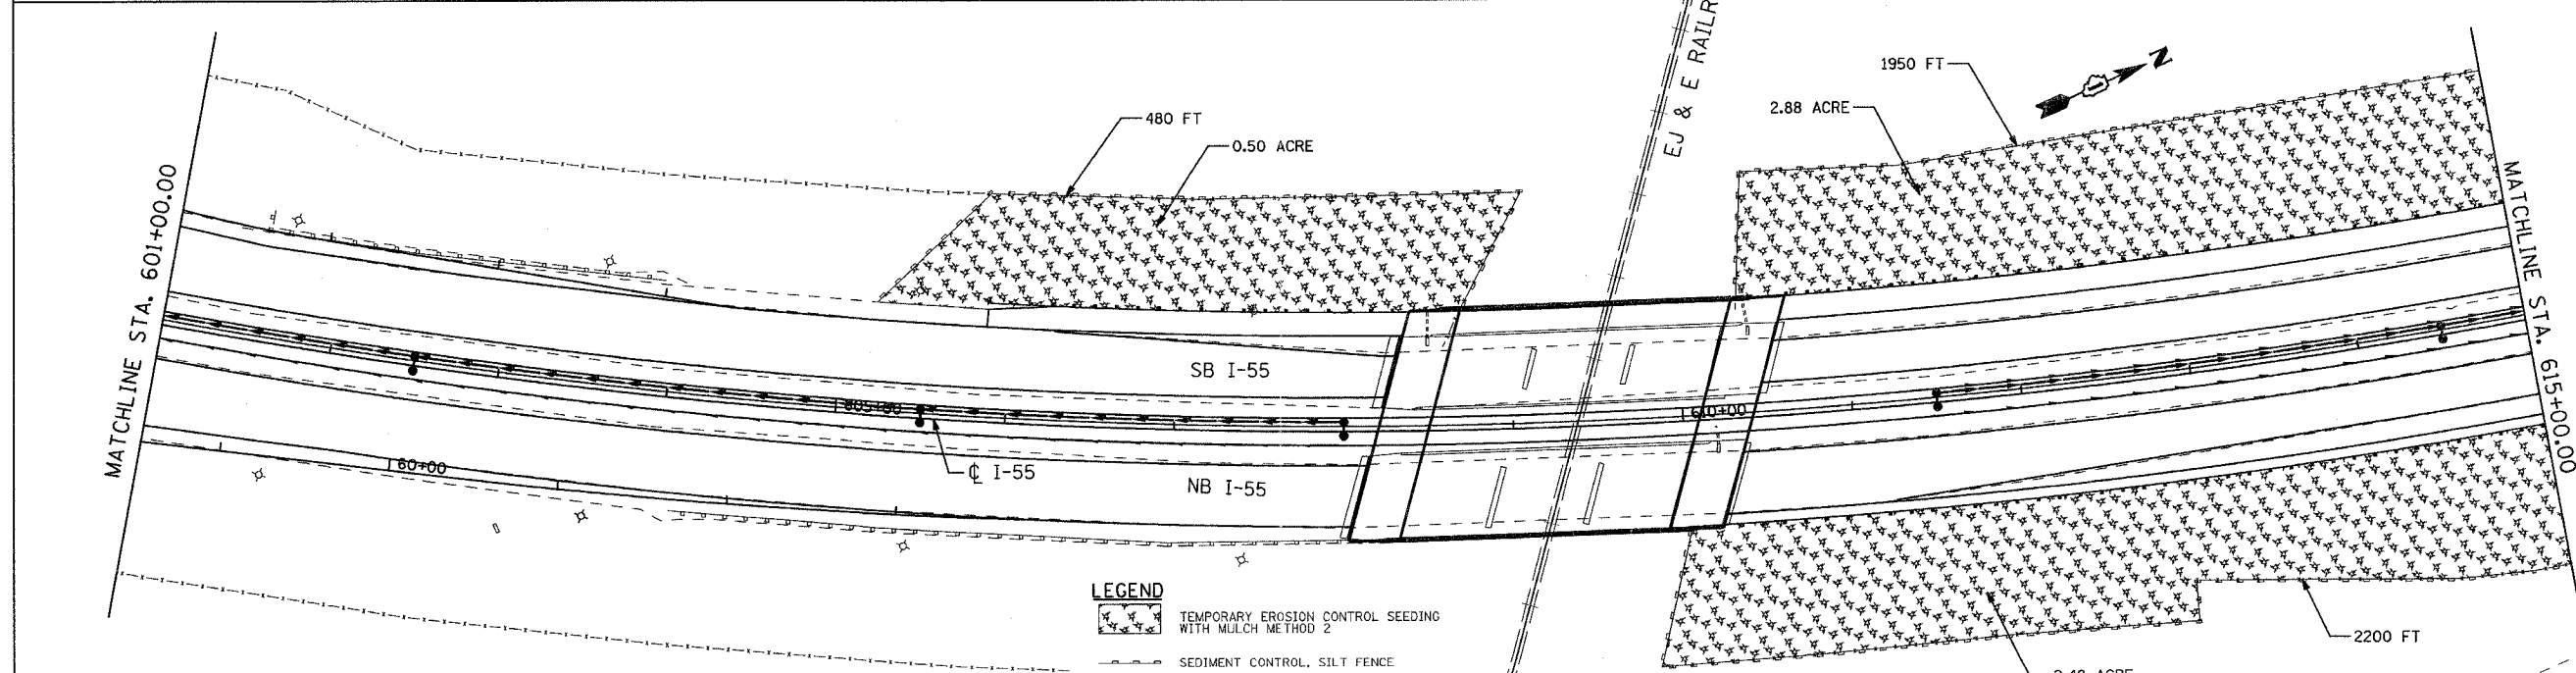 EJ & E RAILR
1950 FT
N
2.88 ACRE
480 FT
0.50 ACRE
MATCHLINE STA. 601+00.00
MATCHLINE STA. 615+00.00
SB I-55
605+00
610+00
℄ I-55
NB I-55
60+00
LEGEND
TEMPORARY EROSION CONTROL SEEDING
WITH MULCH METHOD 2
SEDIMENT CONTROL, SILT FENCE
2200 FT
ACRE